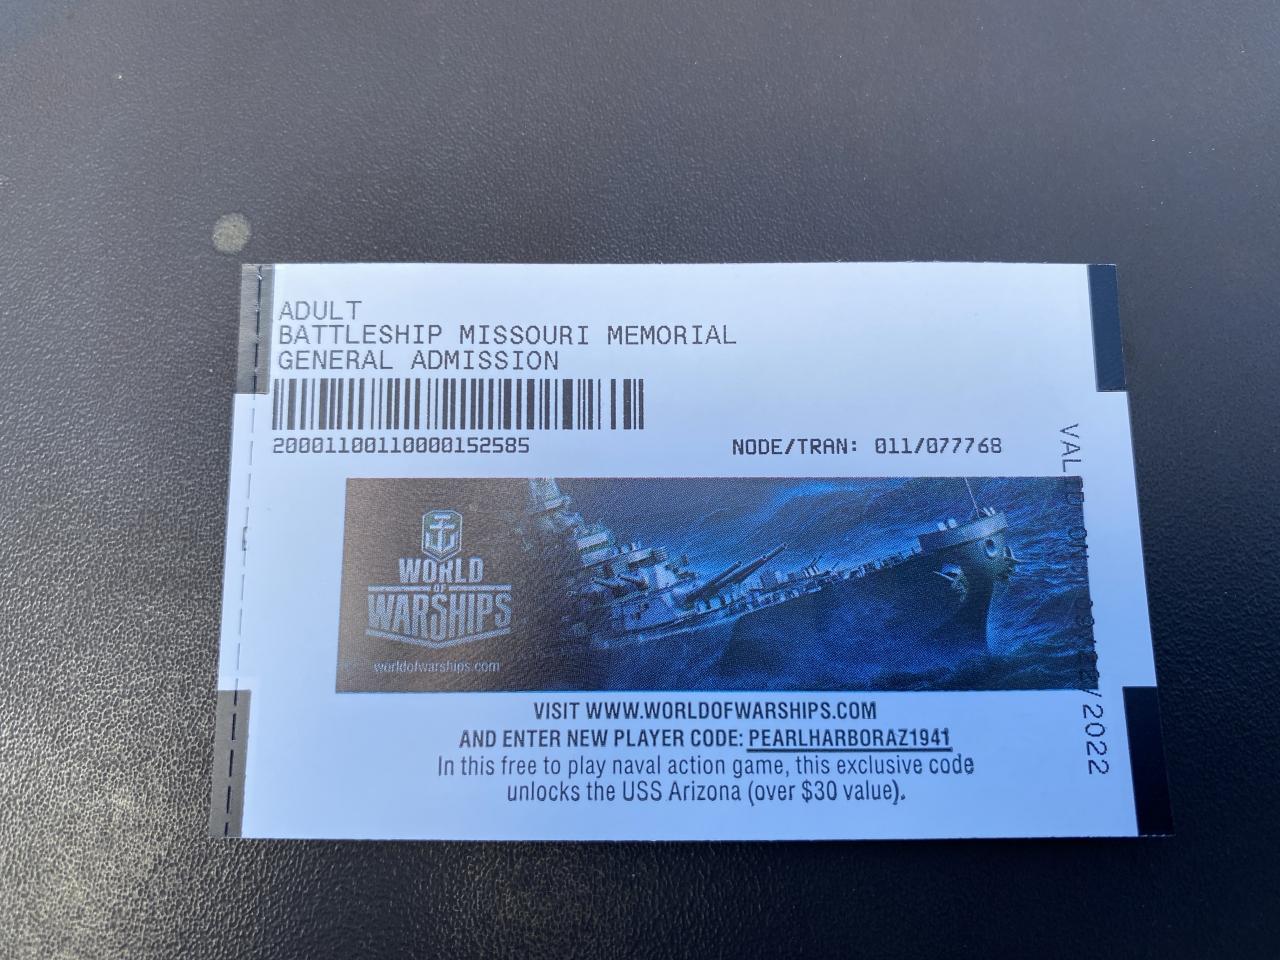 ADULT
BATTLESHIP MISSOURI MEMORIAL
GENERAL ADMISSION
20001100110000152585
NODE/TRAN: 011/077768
WORLD
OF
WARSHIPS
worldofwarships.com
VISIT WWW.WORLDOFWARSHIPS.COM
AND ENTER NEW PLAYER CODE: PEARLHARBORAZ1941
In this free to play naval action game, this exclusive code
unlocks the USS Arizona (over $30 value).
VALID ON /2022